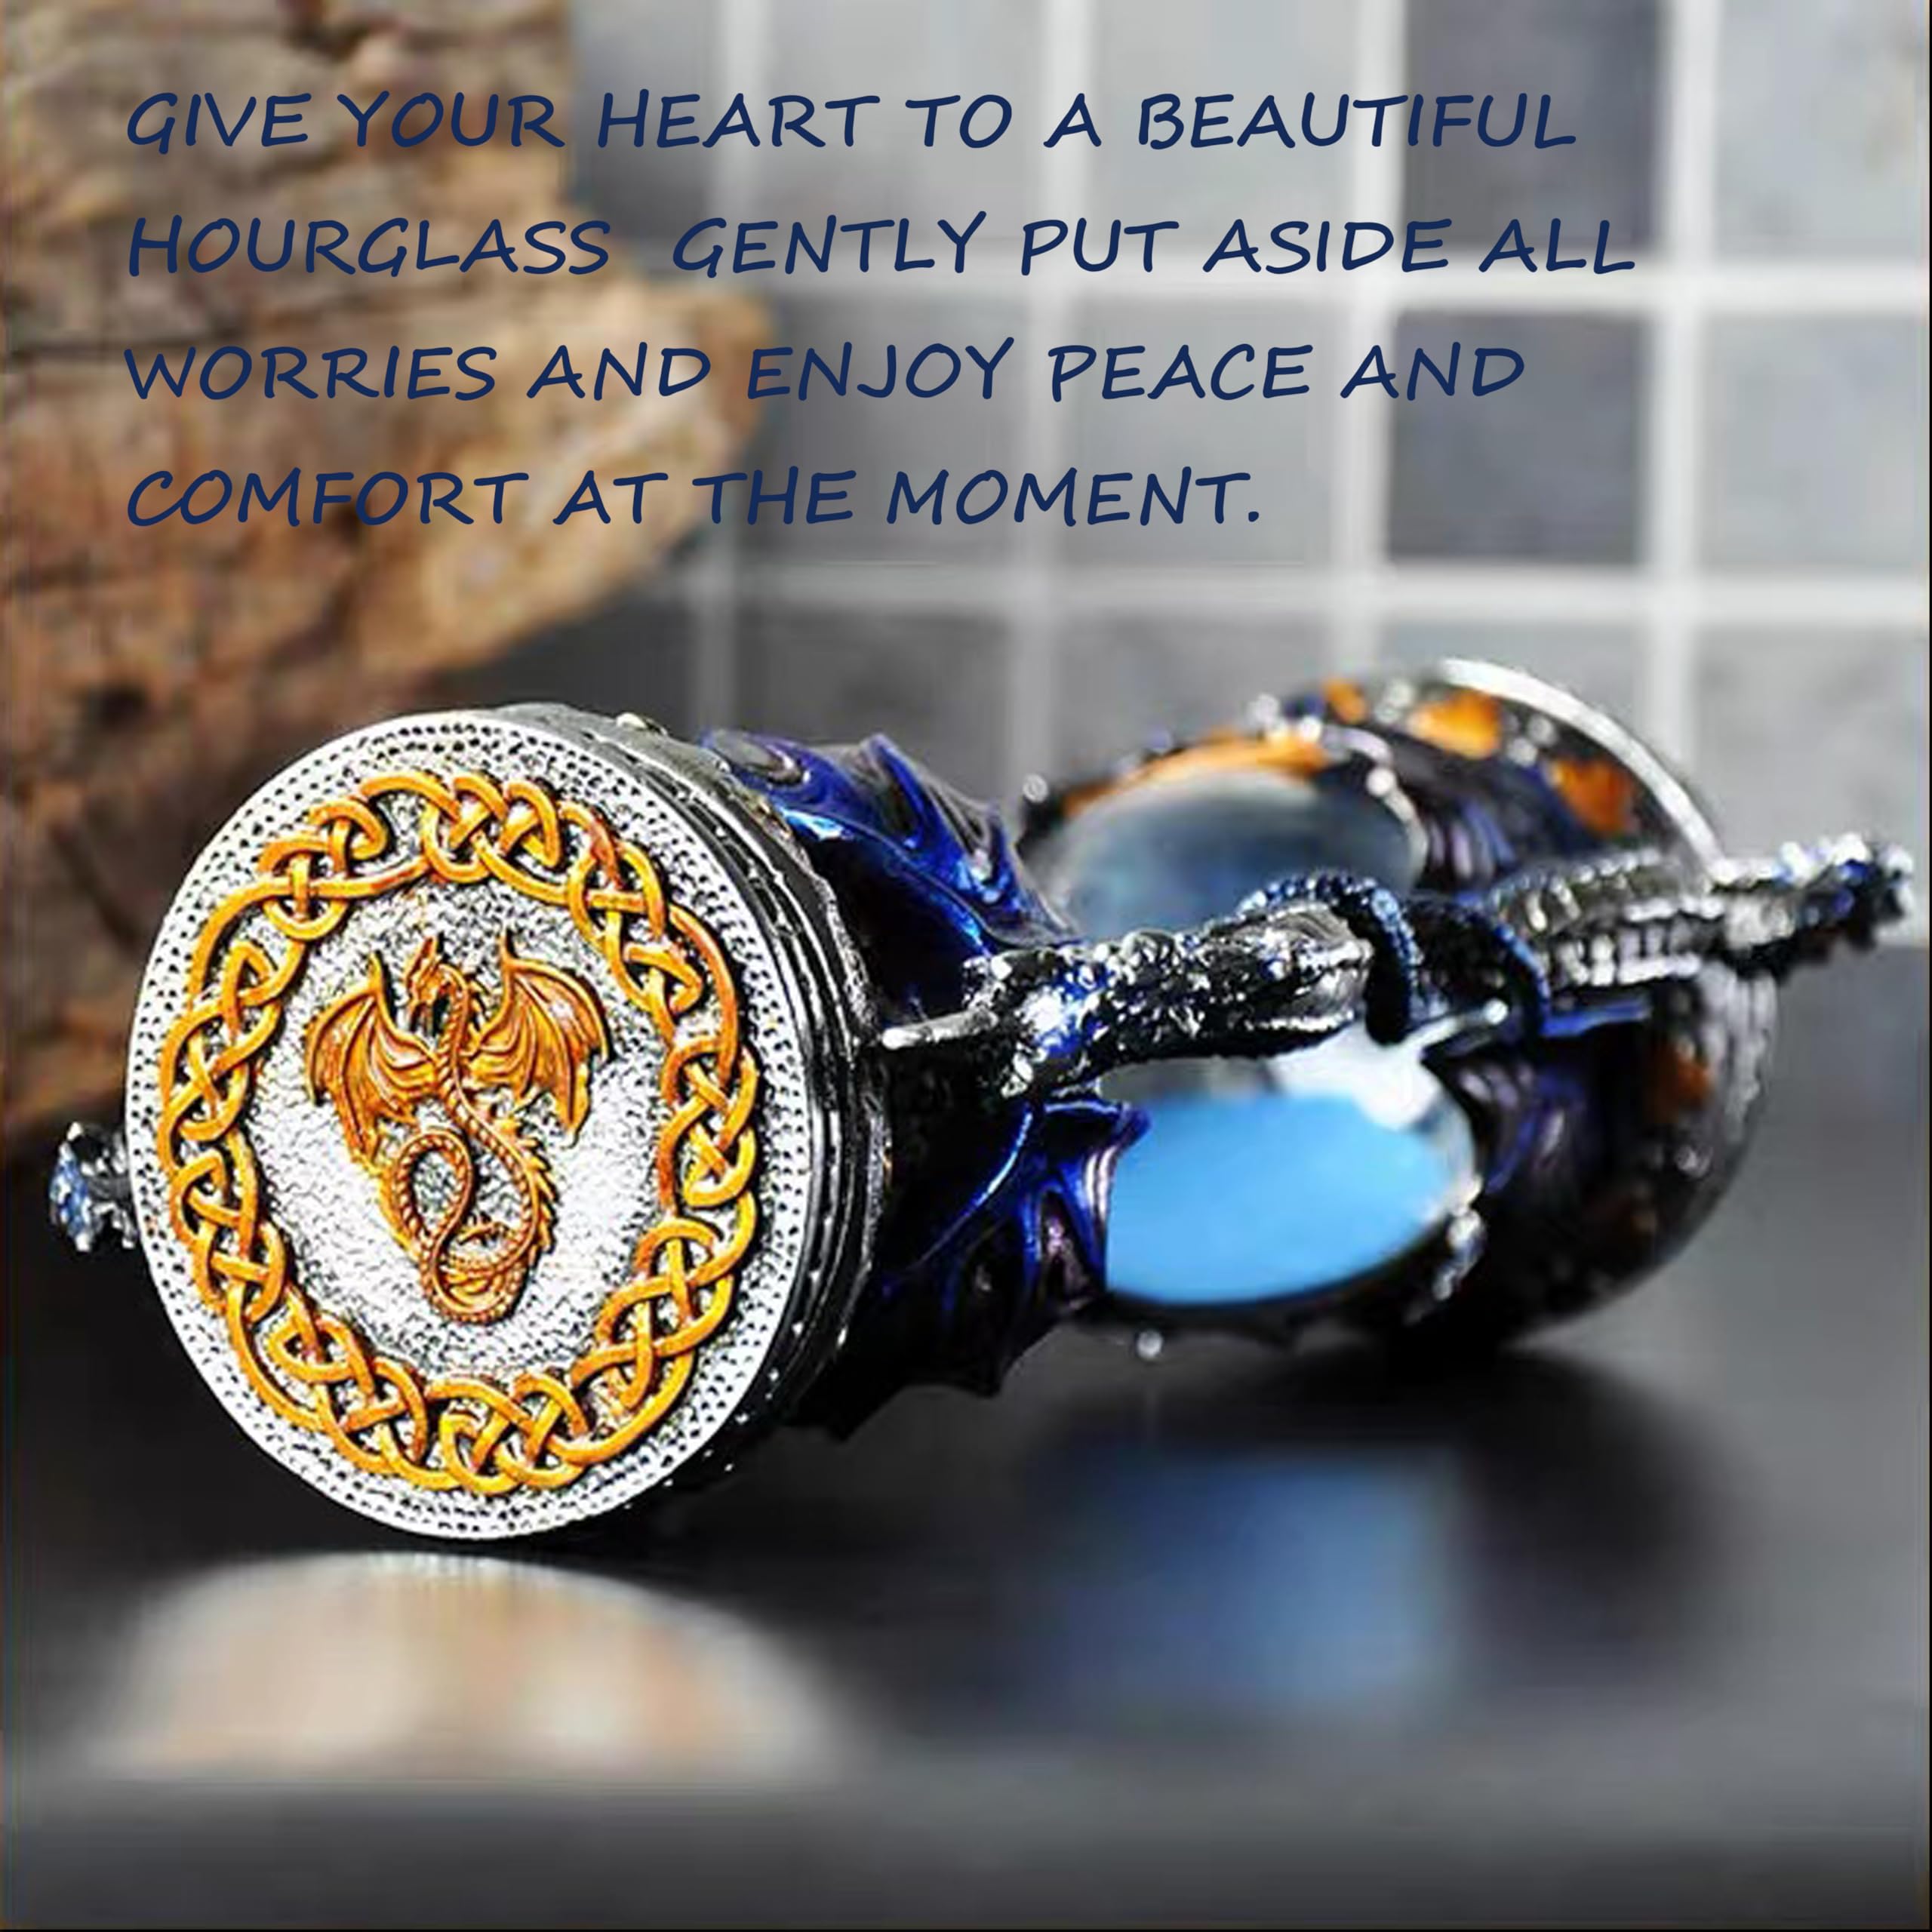 GIVE YOUR HEART TO A BEAUTIFUL
HOURGLASS  GENTLY PUT ASIDE ALL
WORRIES AND ENJOY PEACE AND
COMFORT AT THE MOMENT.